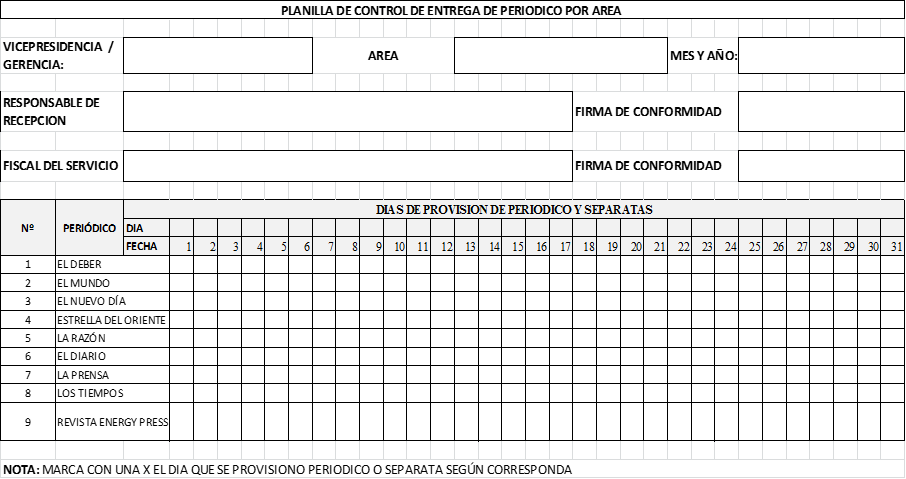 PLANILLA DE CONTROL DE ENTREGA DE PERIODICO POR AREA
VICEPRESIDENCIA /
GERENCIA:
AREA
MES Y AÑO:
RESPONSABLE DE
RECEPCION
FIRMA DE CONFORMIDAD
FISCAL DEL SERVICIO
FIRMA DE CONFORMIDAD
Nº
PERIÓDICO
DIAS DE PROVISION DE PERIODICO Y SEPARATAS
DIA
FECHA 1 2 3 4 5 6 7 8 9 10 11 12 13 14 15 16 17 18 19 20 21 22 23 24 25 26 27 28 29 30 31
1 EL DEBER
2 EL MUNDO
3 EL NUEVO DÍA
4 ESTRELLA DEL ORIENTE
5 LA RAZÓN
6 EL DIARIO
7 LA PRENSA
8 LOS TIEMPOS
9 REVISTA ENERGY PRESS
NOTA: MARCA CON UNA X EL DIA QUE SE PROVISIONO PERIODICO O SEPARATA SEGÚN CORRESPONDA